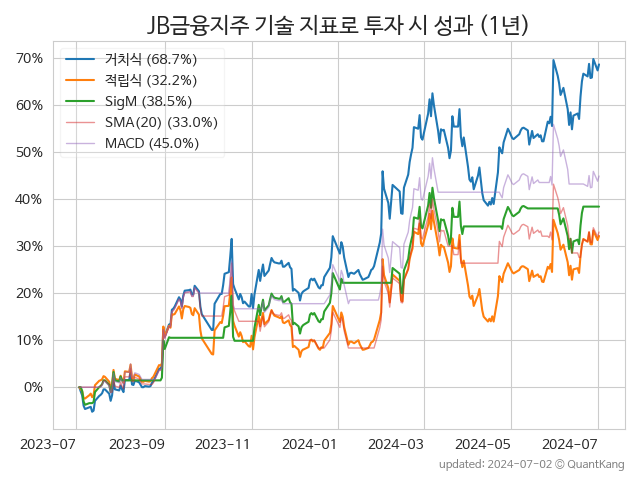 JB금융지주 기술 지표로 투자 시 성과 (1년)
거치식 (68.7%)
적립식 (32.2%)
SigM (38.5%)
SMA(20) (33.0%)
MACD (45.0%)
70%
60%
50%
40%
30%
20%
10%
0%
2023-07
2023-09
2023-11
2024-01
2024-03
2024-05
2024-07
updated: 2024-07-02 © QuantKang